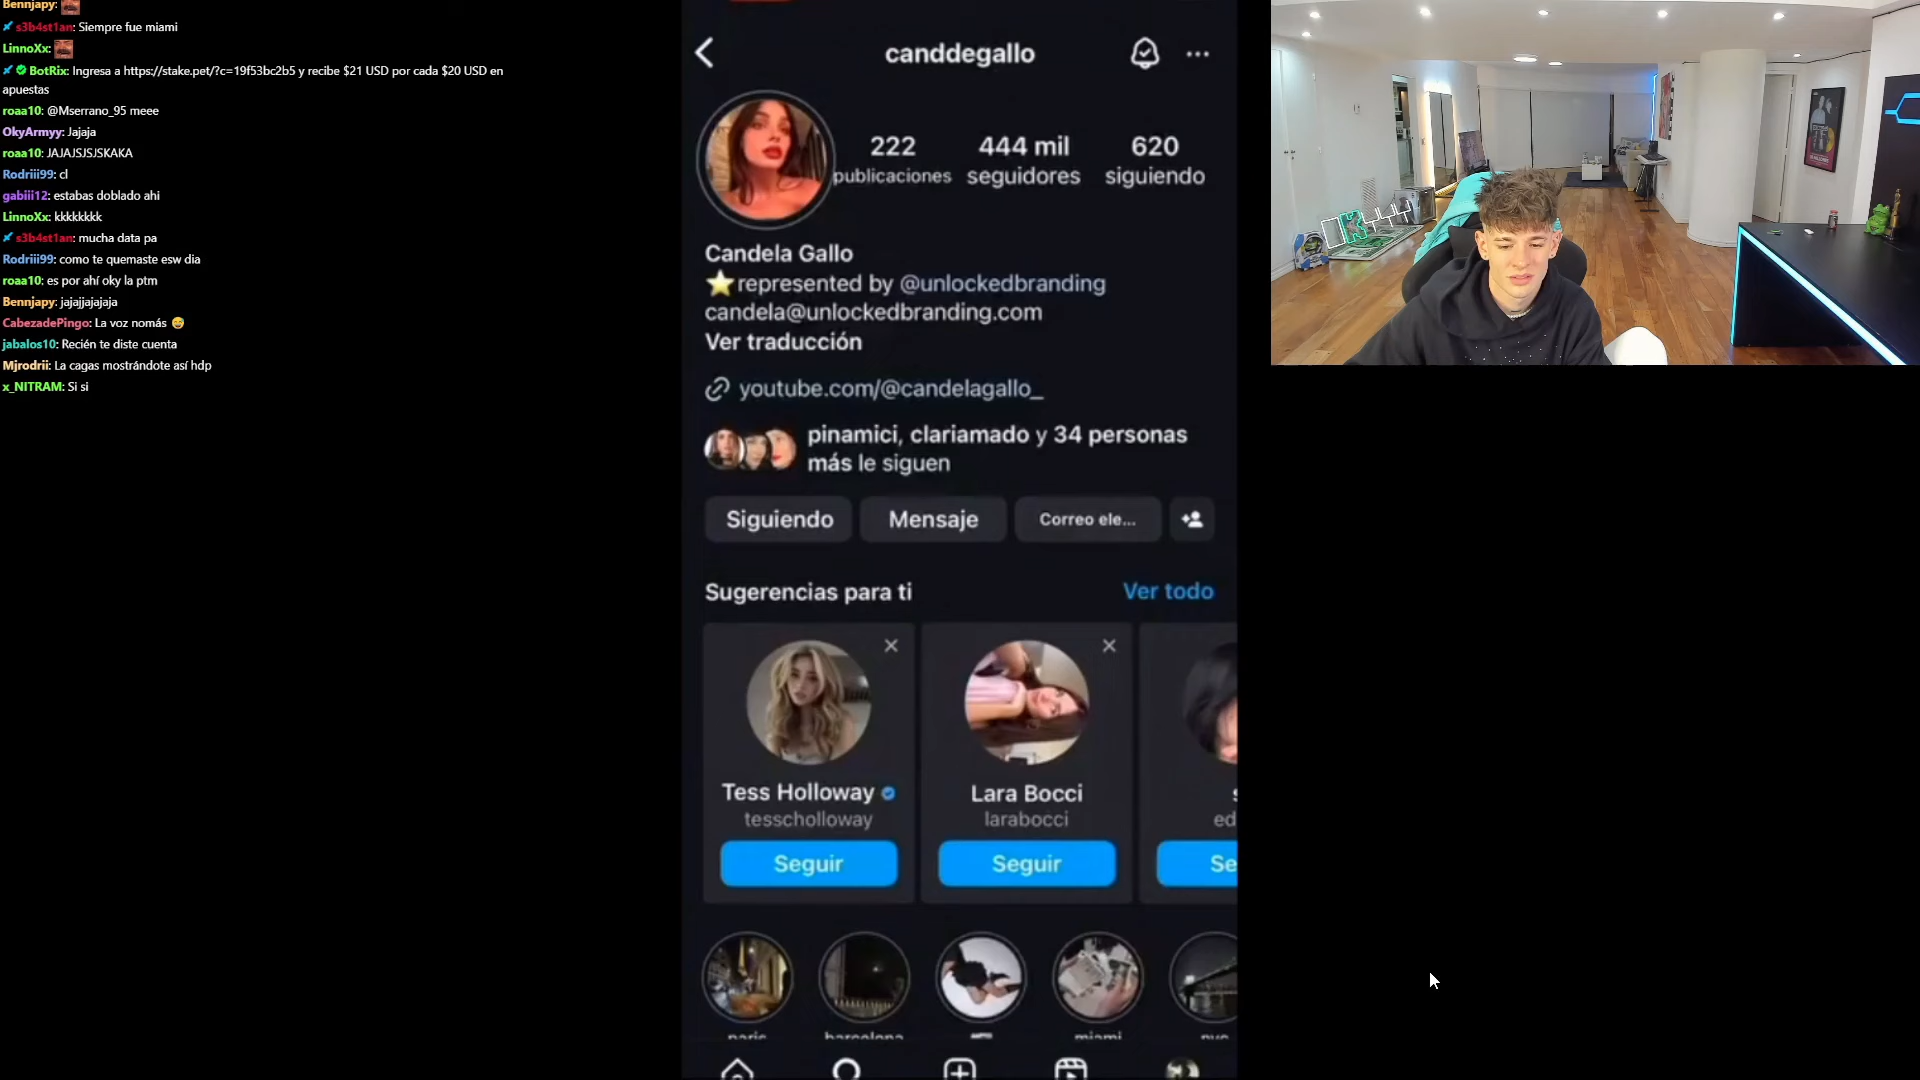 Bennjapy:
s3b4st1an: Siempre fue miami
LinnoXx:
BotRix: Ingresa a https://stake.pet/?c=19f53bc2b5 y recibe $21 USD por cada $20 USD en
apuestas
roaa10: @Mserrano_95 meee
OkyArmyy: Jajaja
roaa10: JAJAJSJSJSKAKA
Rodriii99: cl
gabiii12: estabas doblado ahi
LinnoXx: kkkkkkkk
s3b4st1an: mucha data pa
Rodriii99: como te quemaste esw dia
roaa10: es por ahí oky la ptm
Bennjapy: jajajjajajaja
CabezadePingo: La voz nomás 😅
jabalos10: Recién te diste cuenta
Mjrodrii: La cagas mostrándote así hdp
x_NITRAM: Si si
canddegallo
222 444 mil 620
publicaciones seguidores siguiendo
Candela Gallo
⭐represented by @unlockedbranding
candela@unlockedbranding.com
Ver traducción
youtube.com/@candelagallo_
pinamici, clariamado y 34 personas
más le siguen
Siguiendo Mensaje Correo ele...
Sugerencias para ti Ver todo
Tess Holloway Lara Bocci
tesscholloway larabocci ed
Seguir Seguir Se
paris barcelona miami nyc